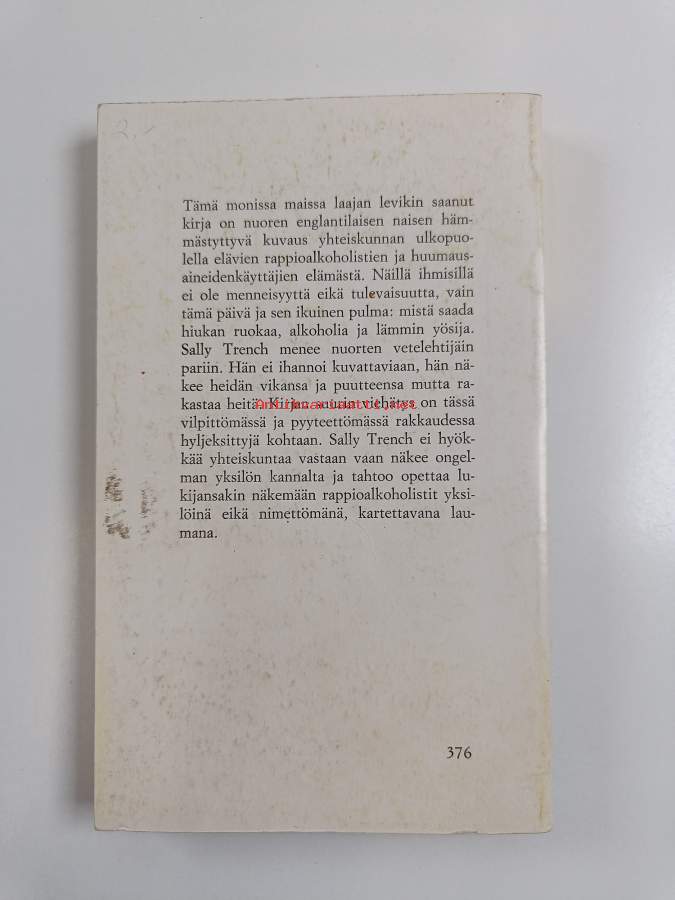 2,-
Tämä monissa maissa laajan levikin saanut
kirja on nuoren englantilaisen naisen häm-
mästyttyvä kuvaus yhteiskunnan ulkopuo-
lella elävien rappioalkoholistien ja huumaus-
aineidenkäyttäjien elämästä. Näillä ihmisillä
ei ole menneisyyttä eikä tulevaisuutta, vain
tämä päivä ja sen ikuinen pulma: mistä saada
hiukan ruokaa, alkoholia ja lämmin yösija.
Sally Trench menee nuorten vetelehtijäin
pariin. Hän ei ihannoi kuvattaviaan, hän nä-
kee heidän vikansa ja puutteensa mutta ra-
kastaa heitä. Kirjan suurin viehätys on tässä
vilpittömässä ja pyyteettömässä rakkaudessa
hyljeksittyjä kohtaan. Sally Trench ei hyök-
kää yhteiskuntaa vastaan vaan näkee ongel-
man yksilön kannalta ja tahtoo opettaa lu-
kijansakin näkemään rappioalkoholistit yksi-
löinä eikä nimettömänä, kartettavana lau-
mana.
376